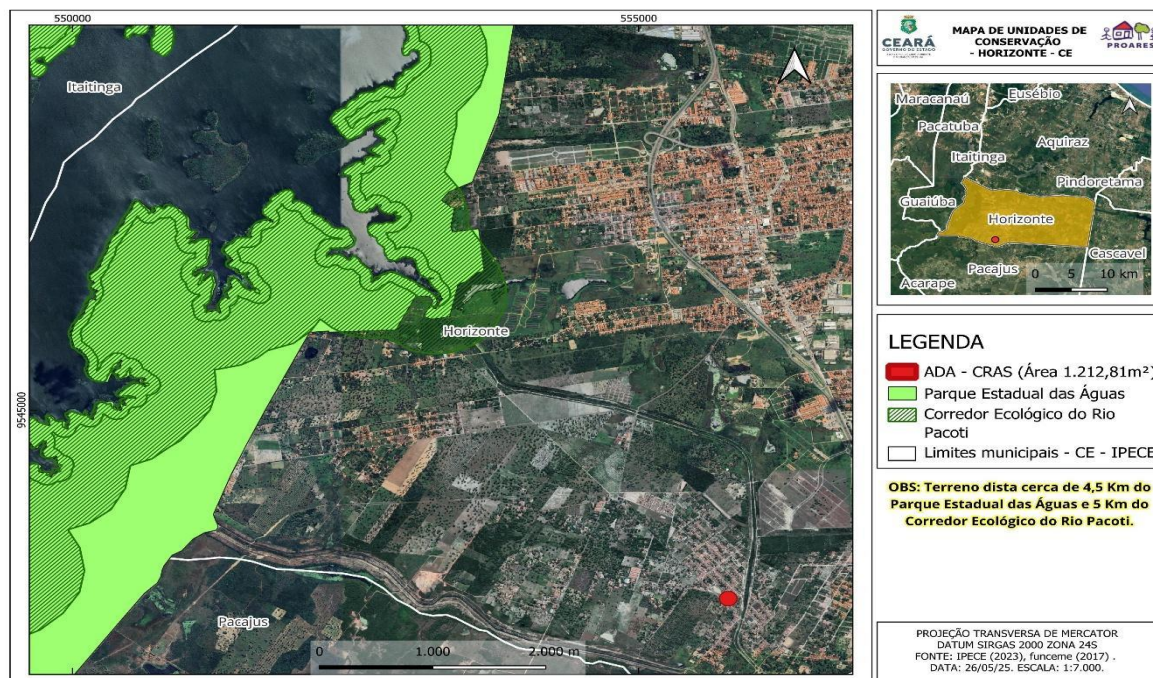 550000
555000
9545000
Itaitinga
Horizonte
Pacajus
0 1.000 2.000 m
CEARÁ
GOVERNO DO ESTADO
MAPA DE UNIDADES DE
CONSERVAÇÃO
- HORIZONTE - CE
PROARES
Maracanaú
Eusébio
Pacatuba
Aquiraz
Itaitinga
Pindoretama
Guaiúba
Horizonte
Cascavel
Pacajus
0 5 10 km
Acarape
LEGENDA
ADA - CRAS (Área 1.212,81m²)
Parque Estadual das Águas
Corredor Ecológico do Rio
Pacoti
Limites municipais - CE - IPECE
OBS: Terreno dista cerca de 4,5 Km do
Parque Estadual das Águas e 5 Km do
Corredor Ecológico do Rio Pacoti.
PROJEÇÃO TRANSVERSA DE MERCATOR
DATUM SIRGAS 2000 ZONA 24S
FONTE: IPECE (2023), funceme (2017) .
DATA: 26/05/25. ESCALA: 1:7.000.